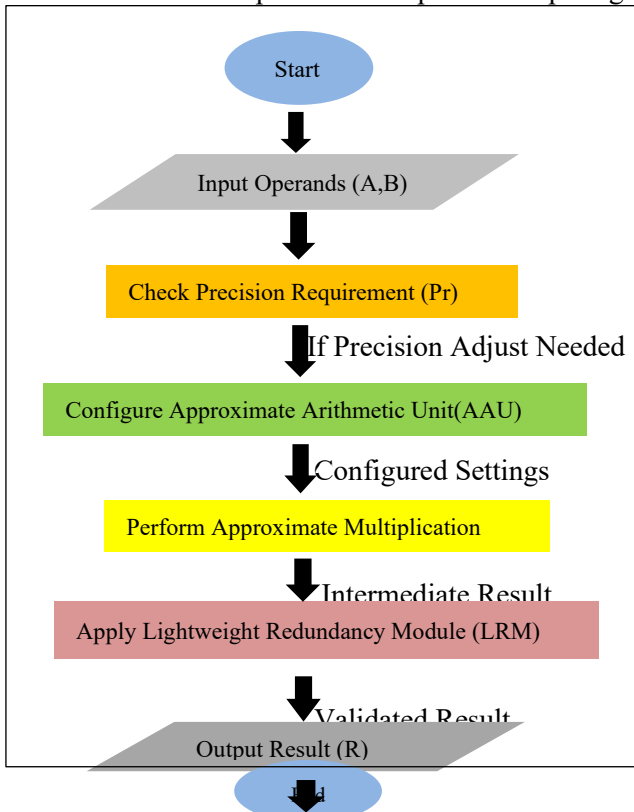 Start
Input Operands (A,B)
Check Precision Requirement (Pr)
If Precision Adjust Needed
Configure Approximate Arithmetic Unit(AAU)
Configured Settings
Perform Approximate Multiplication
Intermediate Result
Apply Lightweight Redundancy Module (LRM)
Validated Result
Output Result (R)
End